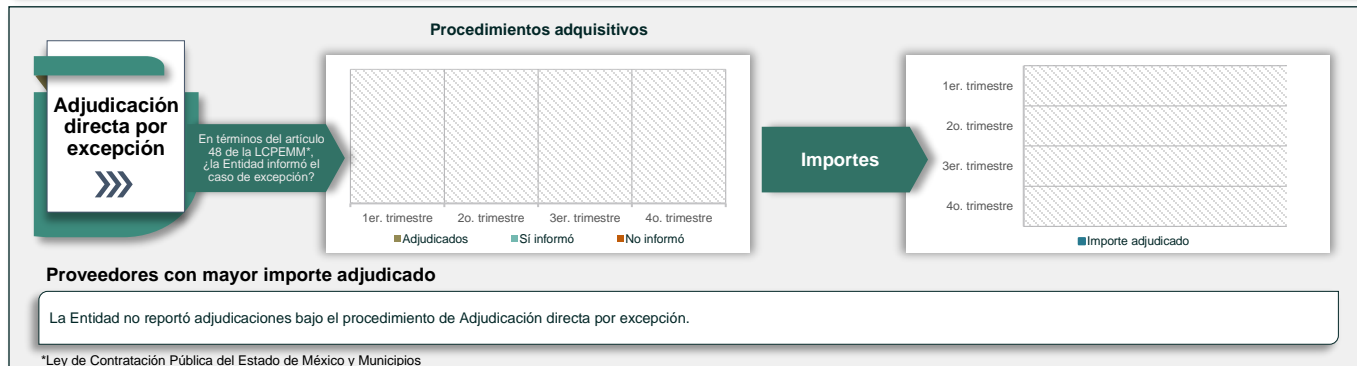 Procedimientos adquisitivos
Adjudicación
directa por
excepción
En términos del artículo
48 de la LCPEMM*,
¿la Entidad informó el
caso de excepción?
1er. trimestre 2o. trimestre 3er. trimestre 4o. trimestre
Adjudicados Sí informó No informó
Importes
1er. trimestre
2o. trimestre
3er. trimestre
4o. trimestre
Importe adjudicado
Proveedores con mayor importe adjudicado
La Entidad no reportó adjudicaciones bajo el procedimiento de Adjudicación directa por excepción.
*Ley de Contratación Pública del Estado de México y Municipios